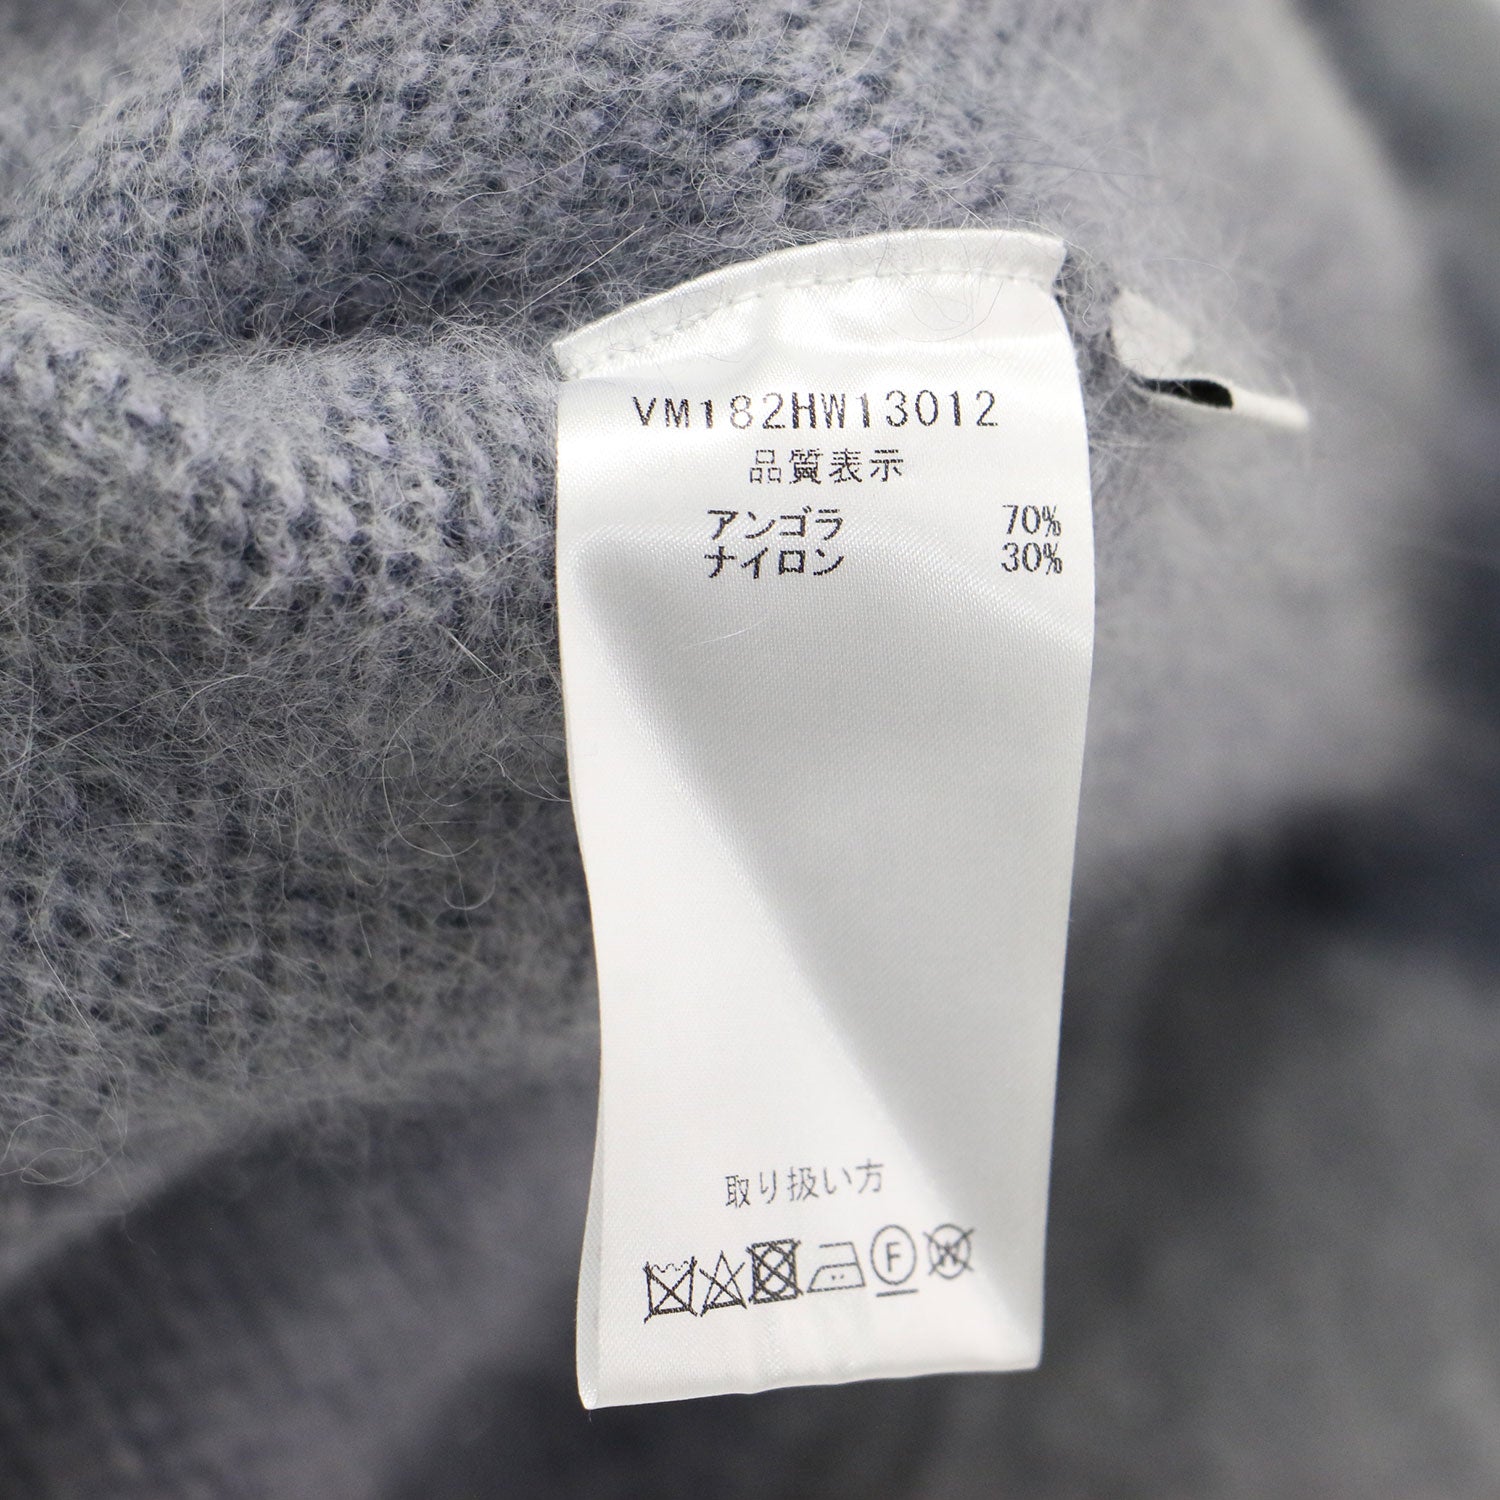 VM182HW13012
品質表示
アンゴラ 70%
ナイロン 30%
取り扱い方
F W